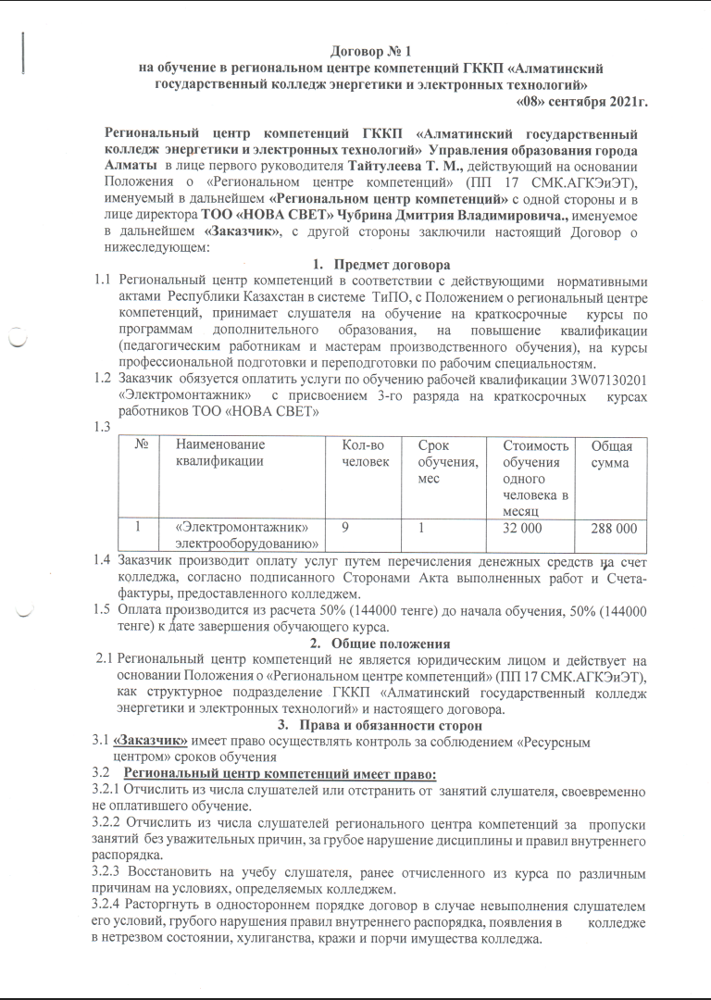 Договор № 1
на обучение в региональном центре компетенций ГККП «Алматинский
государственный колледж энергетики и электронных технологий»
«08» сентября 2021г.
Региональный центр компетенций ГККП «Алматинский государственный
колледж энергетики и электронных технологий» Управления образования города
Алматы в лице первого руководителя Тайтулеева Т. М., действующий на основании
Положения о «Региональном центре компетенций» (ПП 17 СМК.АГКЭиЭТ),
именуемый в дальнейшем «Региональном центр компетенций» с одной стороны и в
лице директора ТОО «НОВА СВЕТ» Чубрина Дмитрия Владимировича., именуемое
в дальнейшем «Заказчик», с другой стороны заключили настоящий Договор о
нижеследующем:
1. Предмет договора
1.1 Региональный центр компетенций в соответствии с действующими нормативными
актами Республики Казахстан в системе ТиПО, с Положением о региональный центре
компетенций, принимает слушателя на обучение на краткосрочные курсы по
программам дополнительного образования, на повышение квалификации
(педагогическим работникам и мастерам производственного обучения), на курсы
профессиональной подготовки и переподготовки по рабочим специальностям.
1.2 Заказчик обязуется оплатить услуги по обучению рабочей квалификации 3W07130201
«Электромонтажник» с присвоением 3-го разряда на краткосрочных курсах
работников ТОО «НОВА СВЕТ»
1.3
№ Наименование Кол-во Срок Стоимость Общая
квалификации человек обучения, обучения сумма
мес одного
человека в
месяц
1 «Электромонтажник» 9 1 32 000 288 000
электрооборудованию»
1.4 Заказчик производит оплату услуг путем перечисления денежных средств на счет
колледжа, согласно подписанного Сторонами Акта выполненных работ и Счета-
фактуры, предоставленного колледжем.
1.5 Оплата производится из расчета 50% (144000 тенге) до начала обучения, 50% (144000
тенге) к дате завершения обучающего курса.
2. Общие положения
2.1 Региональный центр компетенций не является юридическим лицом и действует на
основании Положения о «Региональном центре компетенций» (ПП 17 СМК.АГКЭиЭТ),
как структурное подразделение ГККП «Алматинский государственный колледж
энергетики и электронных технологий» и настоящего договора.
3. Права и обязанности сторон
3.1 «Заказчик» имеет право осуществлять контроль за соблюдением «Ресурсным
центром» сроков обучения
3.2 Региональный центр компетенций имеет право:
3.2.1 Отчислить из числа слушателей или отстранить от занятий слушателя, своевременно
не оплатившего обучение.
3.2.2 Отчислить из числа слушателей регионального центра компетенций за пропуски
занятий без уважительных причин, за грубое нарушение дисциплины и правил внутреннего
распорядка.
3.2.3 Восстановить на учебу слушателя, ранее отчисленного из курса по различным
причинам на условиях, определяемых колледжем.
3.2.4 Расторгнуть в одностороннем порядке договор в случае невыполнения слушателем
его условий, грубого нарушения правил внутреннего распорядка, появления в колледже
в нетрезвом состоянии, хулиганства, кражи и порчи имущества колледжа.